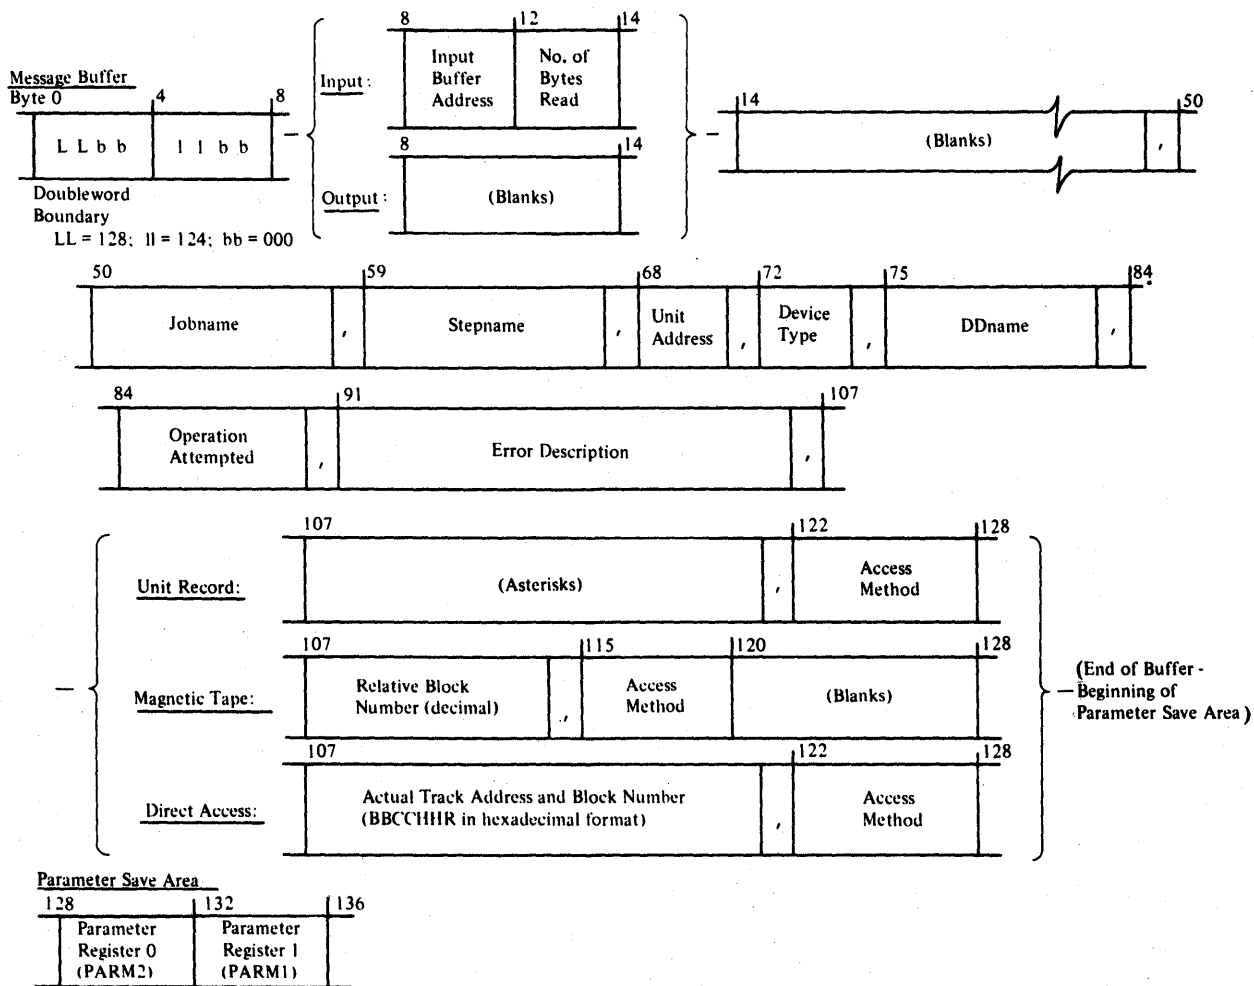 8 12 14
Input Buffer Address
No. of Bytes Read
Input:
Message Buffer
Byte 0 4 8
L L b b
l l b b
14 50
(Blanks) ,
8 14
Output:
(Blanks)
Doubleword
Boundary
LL = 128; ll = 124; bb = 000
50 59 68 72 75 84
Jobname , Stepname , Unit Address , Device Type , DDname ,
84 91 107
Operation Attempted , Error Description ,
107 122 128
Unit Record:
(Asterisks) , Access Method
107 115 120 128
Magnetic Tape:
Relative Block Number (decimal) , Access Method (Blanks)
(End of Buffer -
Beginning of
Parameter Save Area)
107 122 128
Direct Access:
Actual Track Address and Block Number
(BBCCHHR in hexadecimal format) , Access Method
Parameter Save Area
128 132 136
Parameter Register 0 (PARM2)
Parameter Register 1 (PARM1)